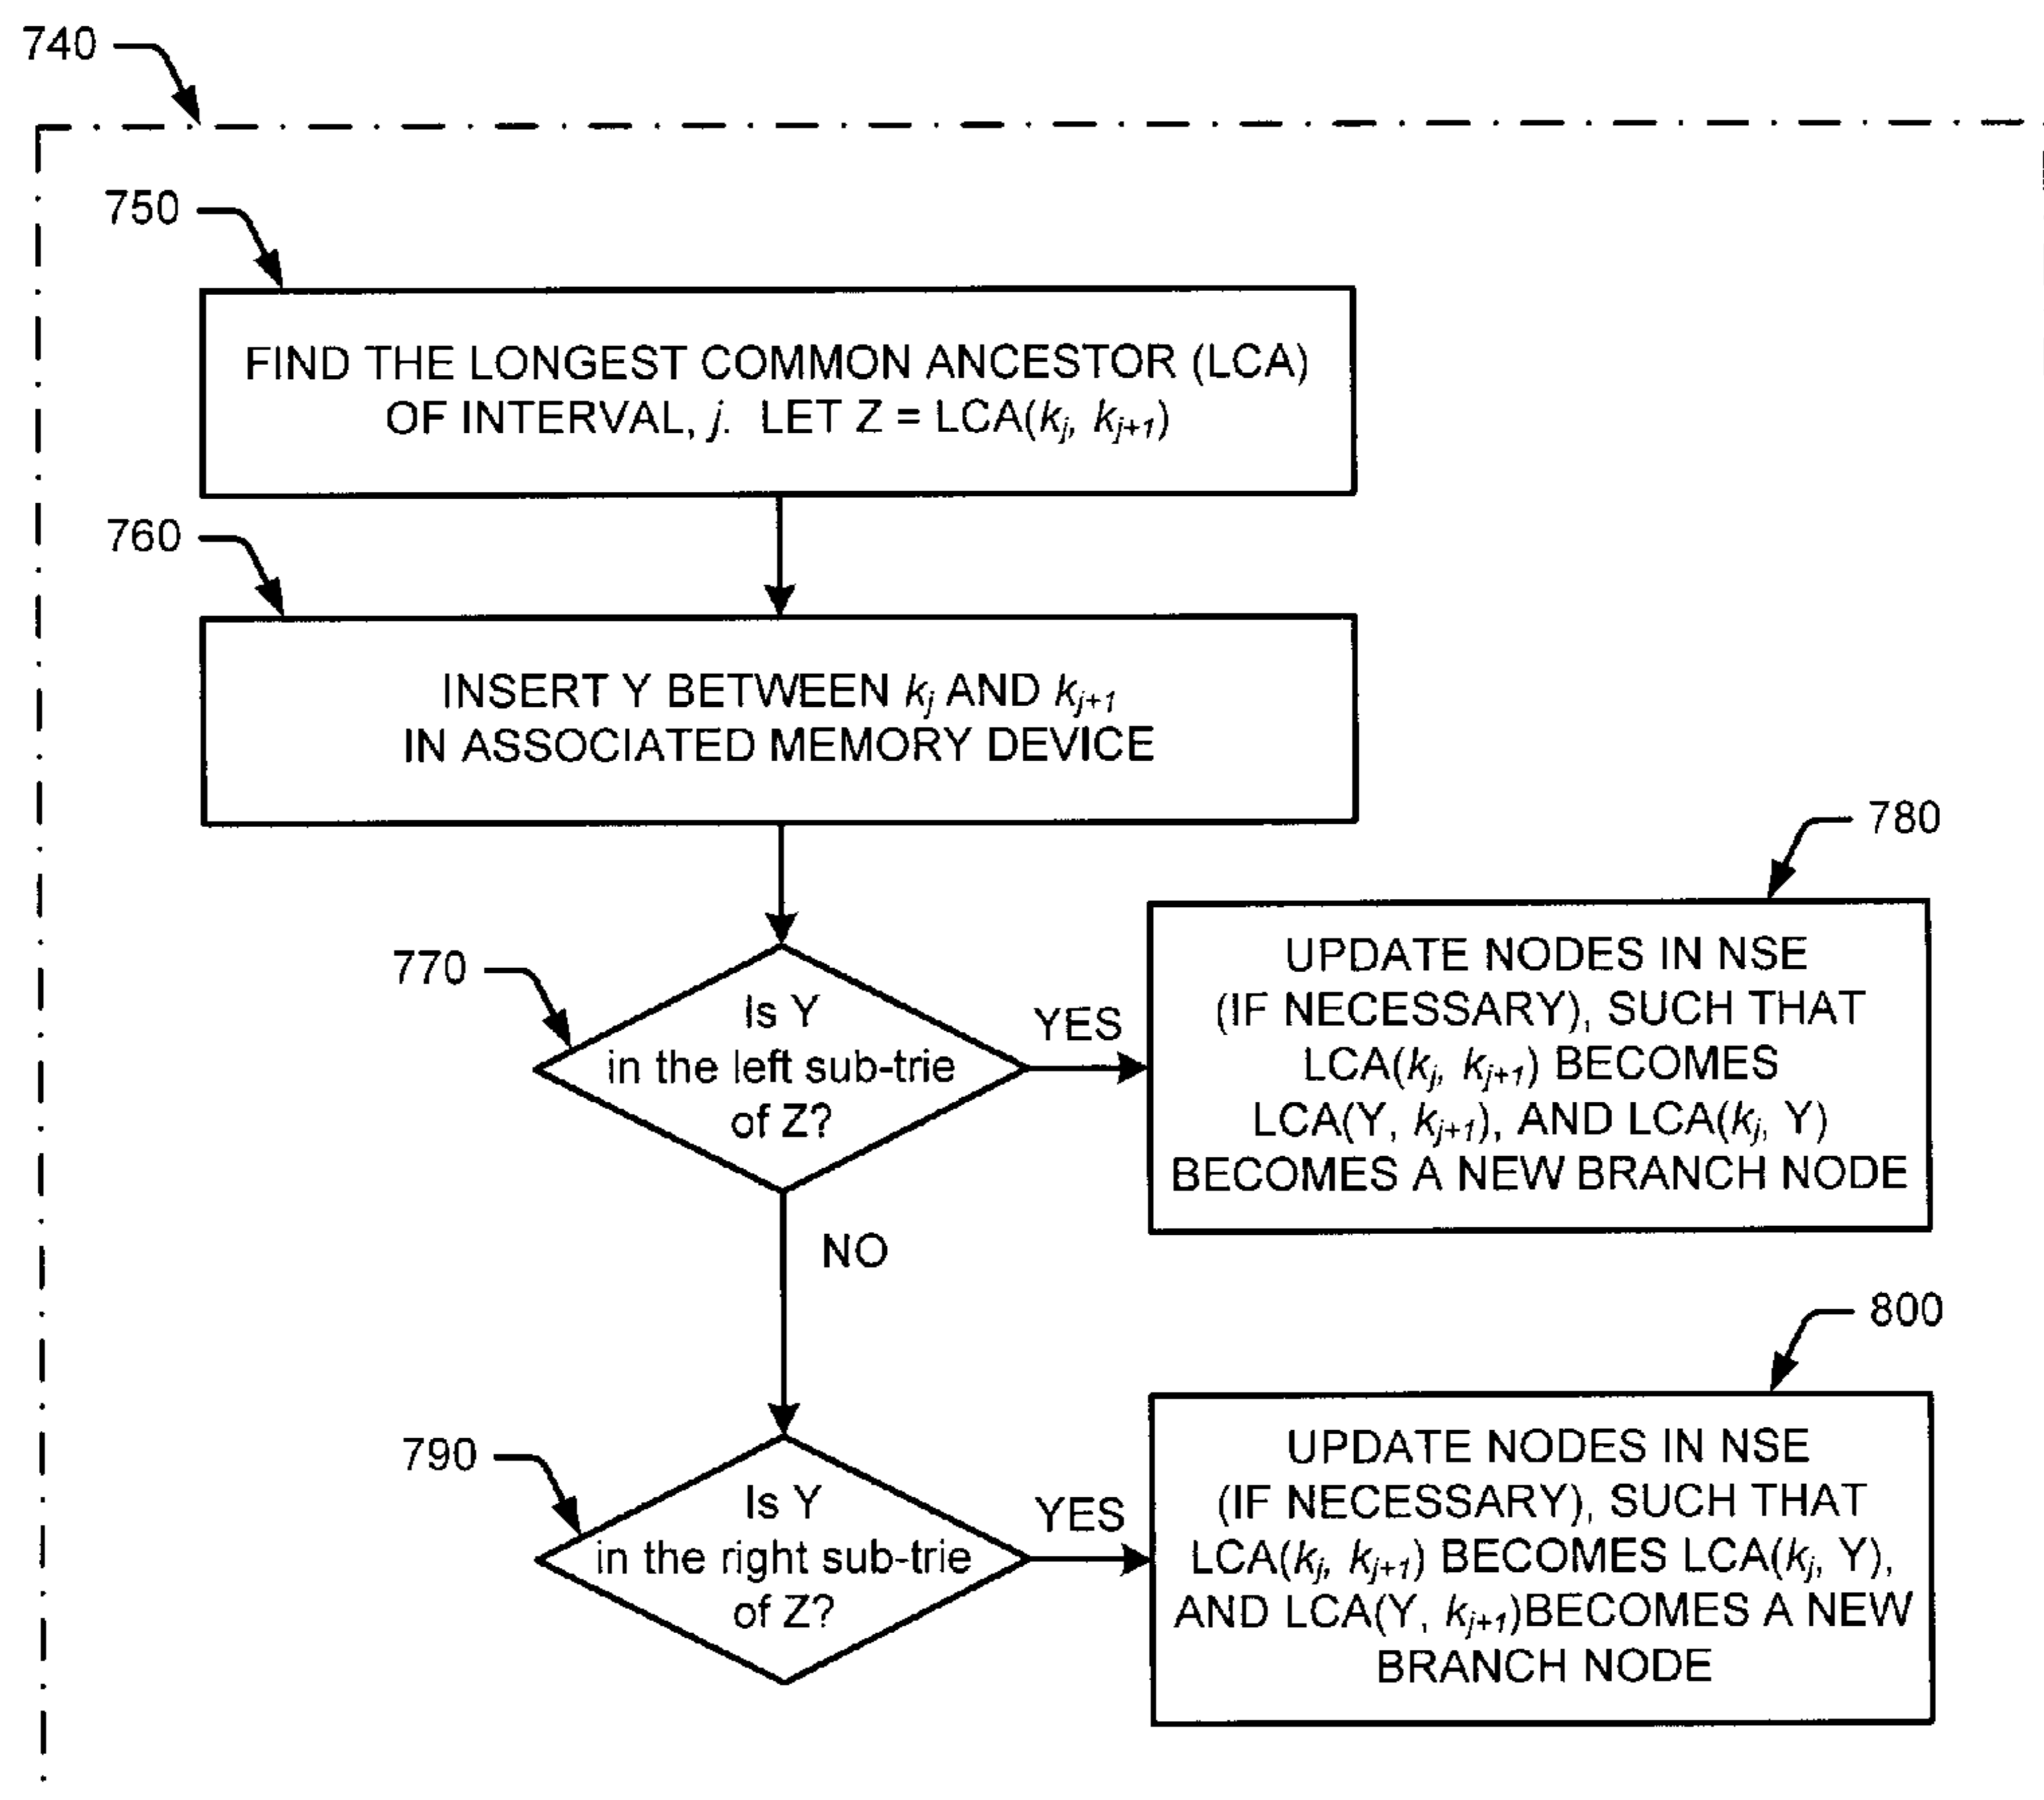 740
750
FIND THE LONGEST COMMON ANCESTOR (LCA)
OF INTERVAL, j. LET Z = LCA(kj, kj+1)
760
INSERT Y BETWEEN kj AND kj+1
IN ASSOCIATED MEMORY DEVICE
770
Is Y
in the left sub-trie
of Z?
YES
780
UPDATE NODES IN NSE
(IF NECESSARY), SUCH THAT
LCA(kj, kj+1) BECOMES
LCA(Y, kj+1), AND LCA(kj, Y)
BECOMES A NEW BRANCH NODE
NO
790
Is Y
in the right sub-trie
of Z?
YES
800
UPDATE NODES IN NSE
(IF NECESSARY), SUCH THAT
LCA(kj, kj+1) BECOMES LCA(kj, Y),
AND LCA(Y, kj+1)BECOMES A NEW
BRANCH NODE